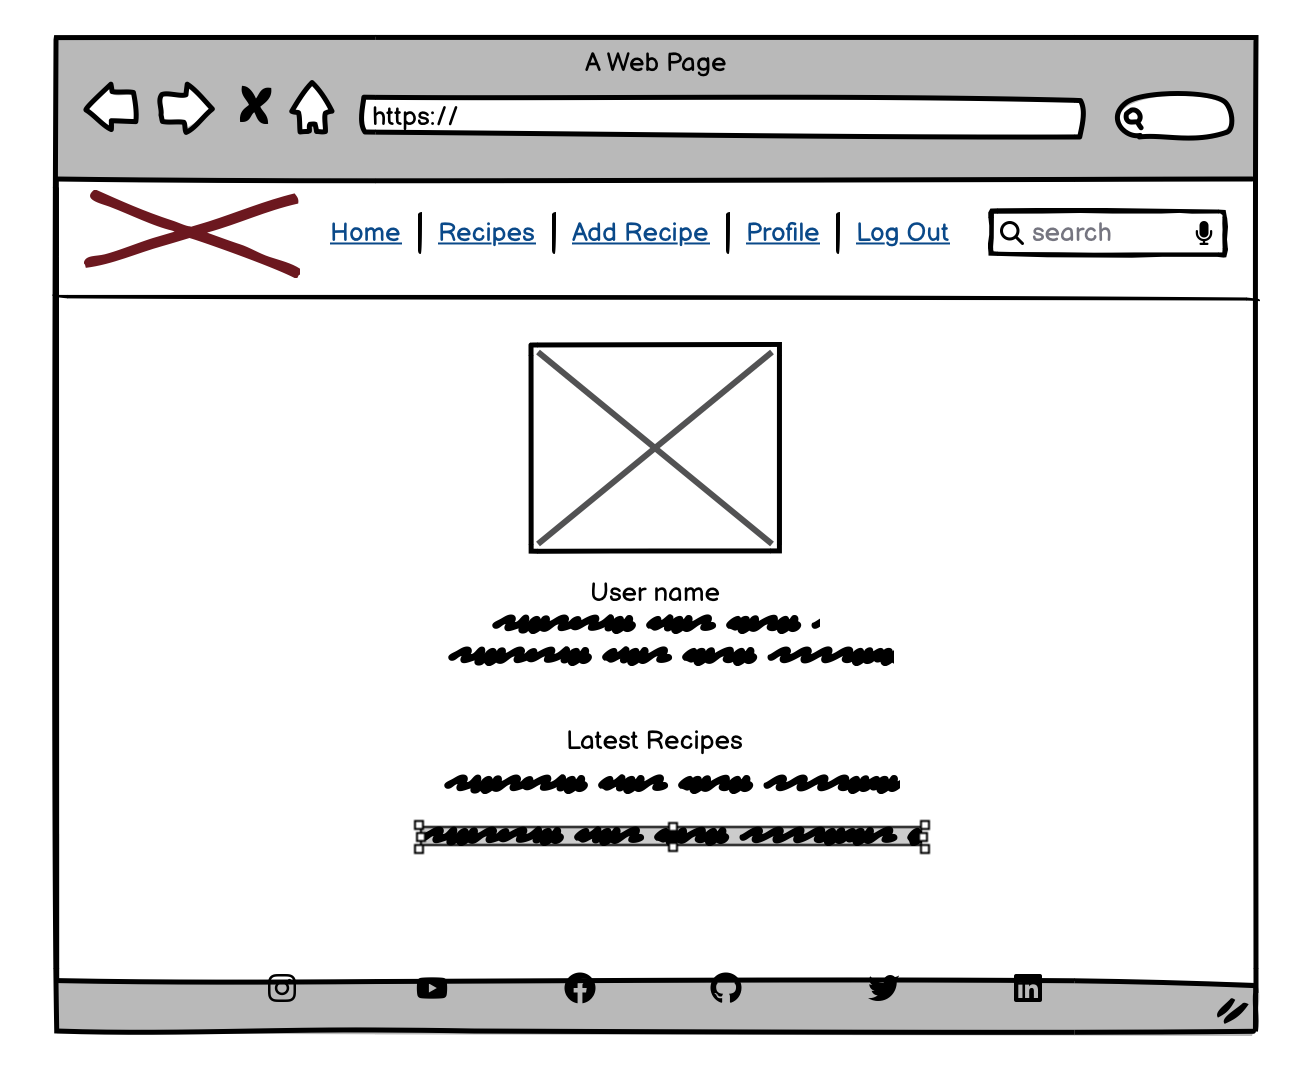 A Web Page
https://
Home Recipes Add Recipe Profile Log Out search
User name
Latest Recipes